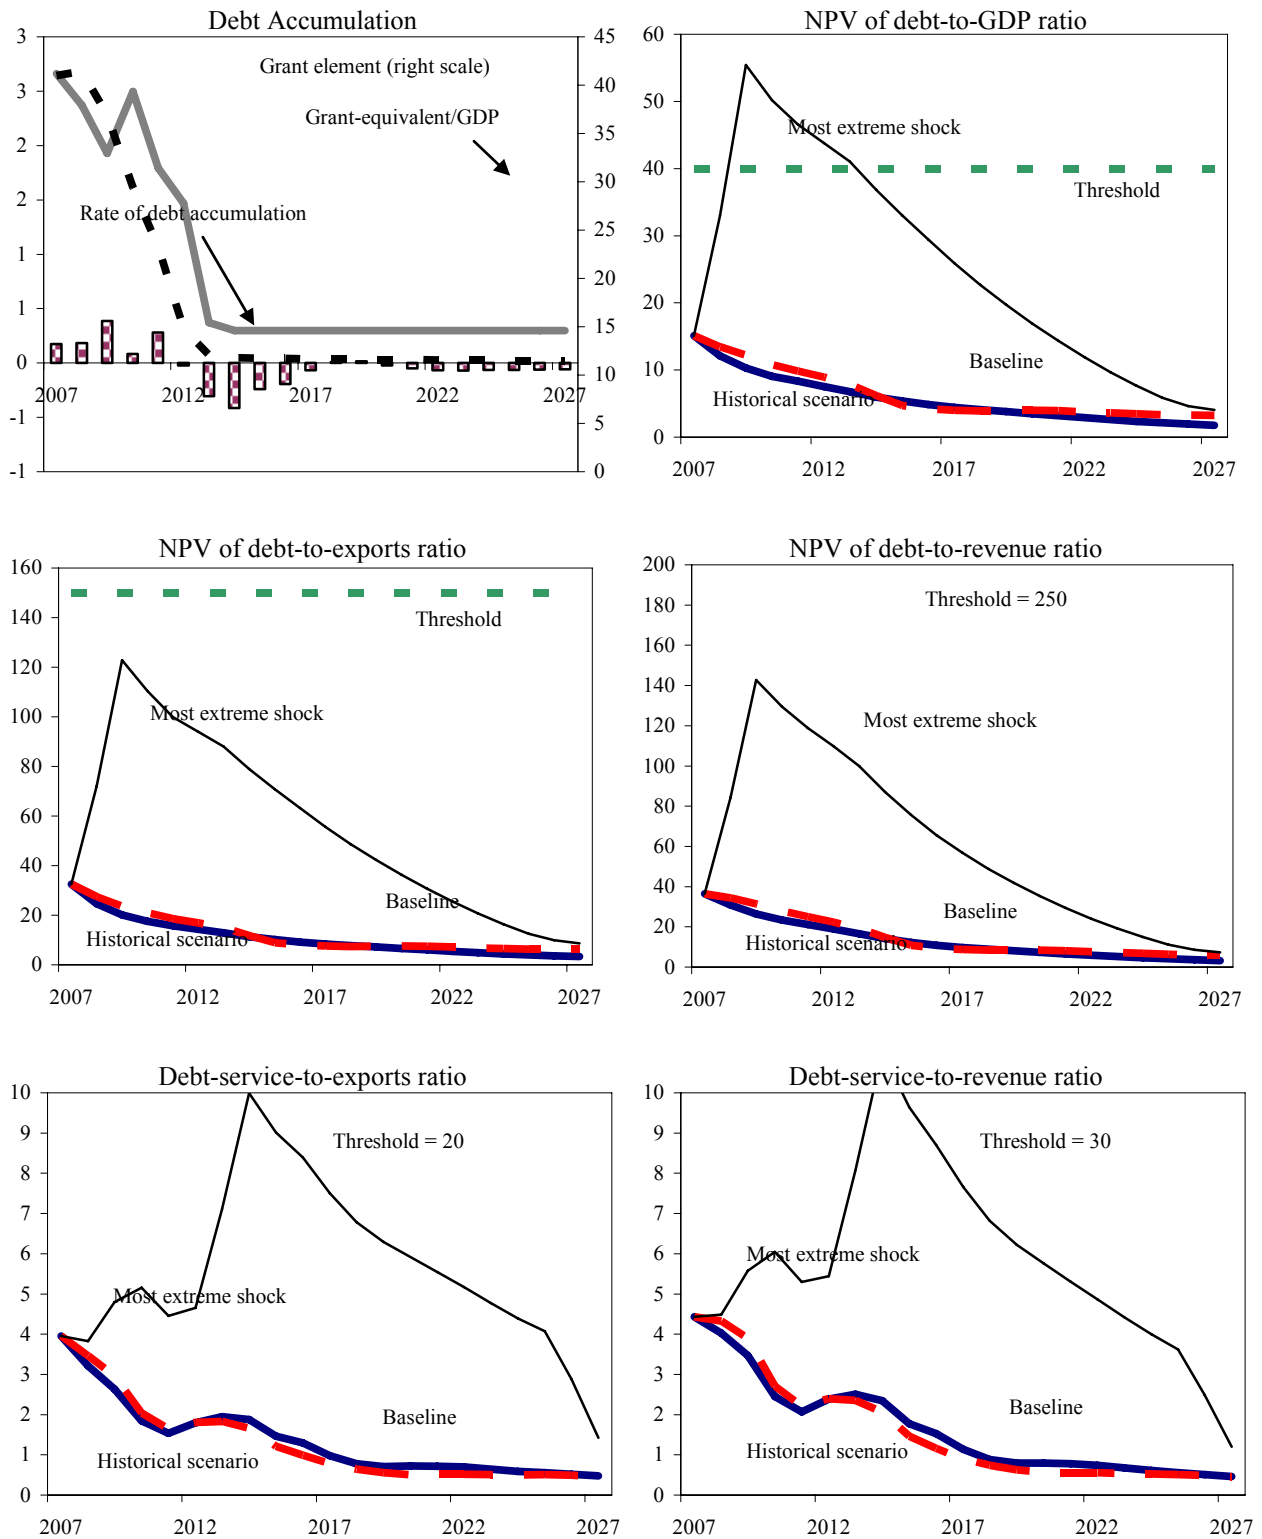 Debt Accumulation
3
3
2
2
1
1
0
-1
-1
45
40
35
30
25
20
15
10
5
0
Grant element (right scale)
Grant-equivalent/GDP
Rate of debt accumulation
2007 2012 2017 2022 2027
NPV of debt-to-GDP ratio
60
50
40
30
20
10
0
Most extreme shock
Threshold
Baseline
Historical scenario
2007 2012 2017 2022 2027
NPV of debt-to-exports ratio
160
140
120
100
80
60
40
20
0
Threshold
Most extreme shock
Baseline
Historical scenario
2007 2012 2017 2022 2027
NPV of debt-to-revenue ratio
200
180
160
140
120
100
80
60
40
20
0
Threshold = 250
Most extreme shock
Baseline
Historical scenario
2007 2012 2017 2022 2027
Debt-service-to-exports ratio
10
9
8
7
6
5
4
3
2
1
0
Threshold = 20
Most extreme shock
Baseline
Historical scenario
2007 2012 2017 2022 2027
Debt-service-to-revenue ratio
10
9
8
7
6
5
4
3
2
1
0
Threshold = 30
Most extreme shock
Baseline
Historical scenario
2007 2012 2017 2022 2027